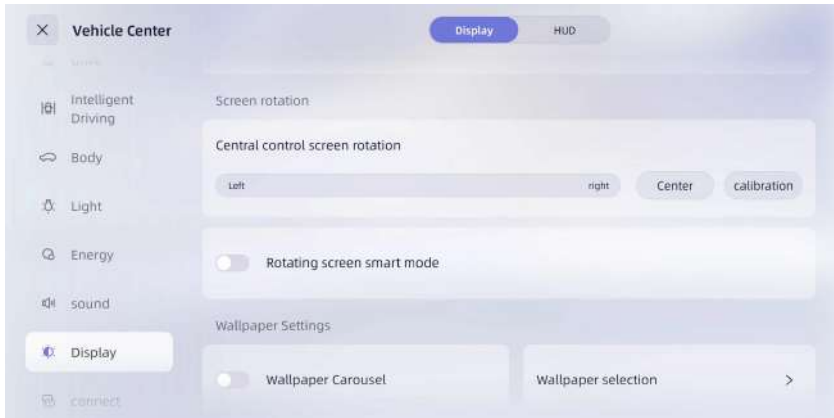 Vehicle Center
Display
HUD
Intelligent
Driving
Body
Light
Energy
sound
Display
connect
Screen rotation
Central control screen rotation
Left
right
Center
calibration
Rotating screen smart mode
Wallpaper Settings
Wallpaper Carousel
Wallpaper selection